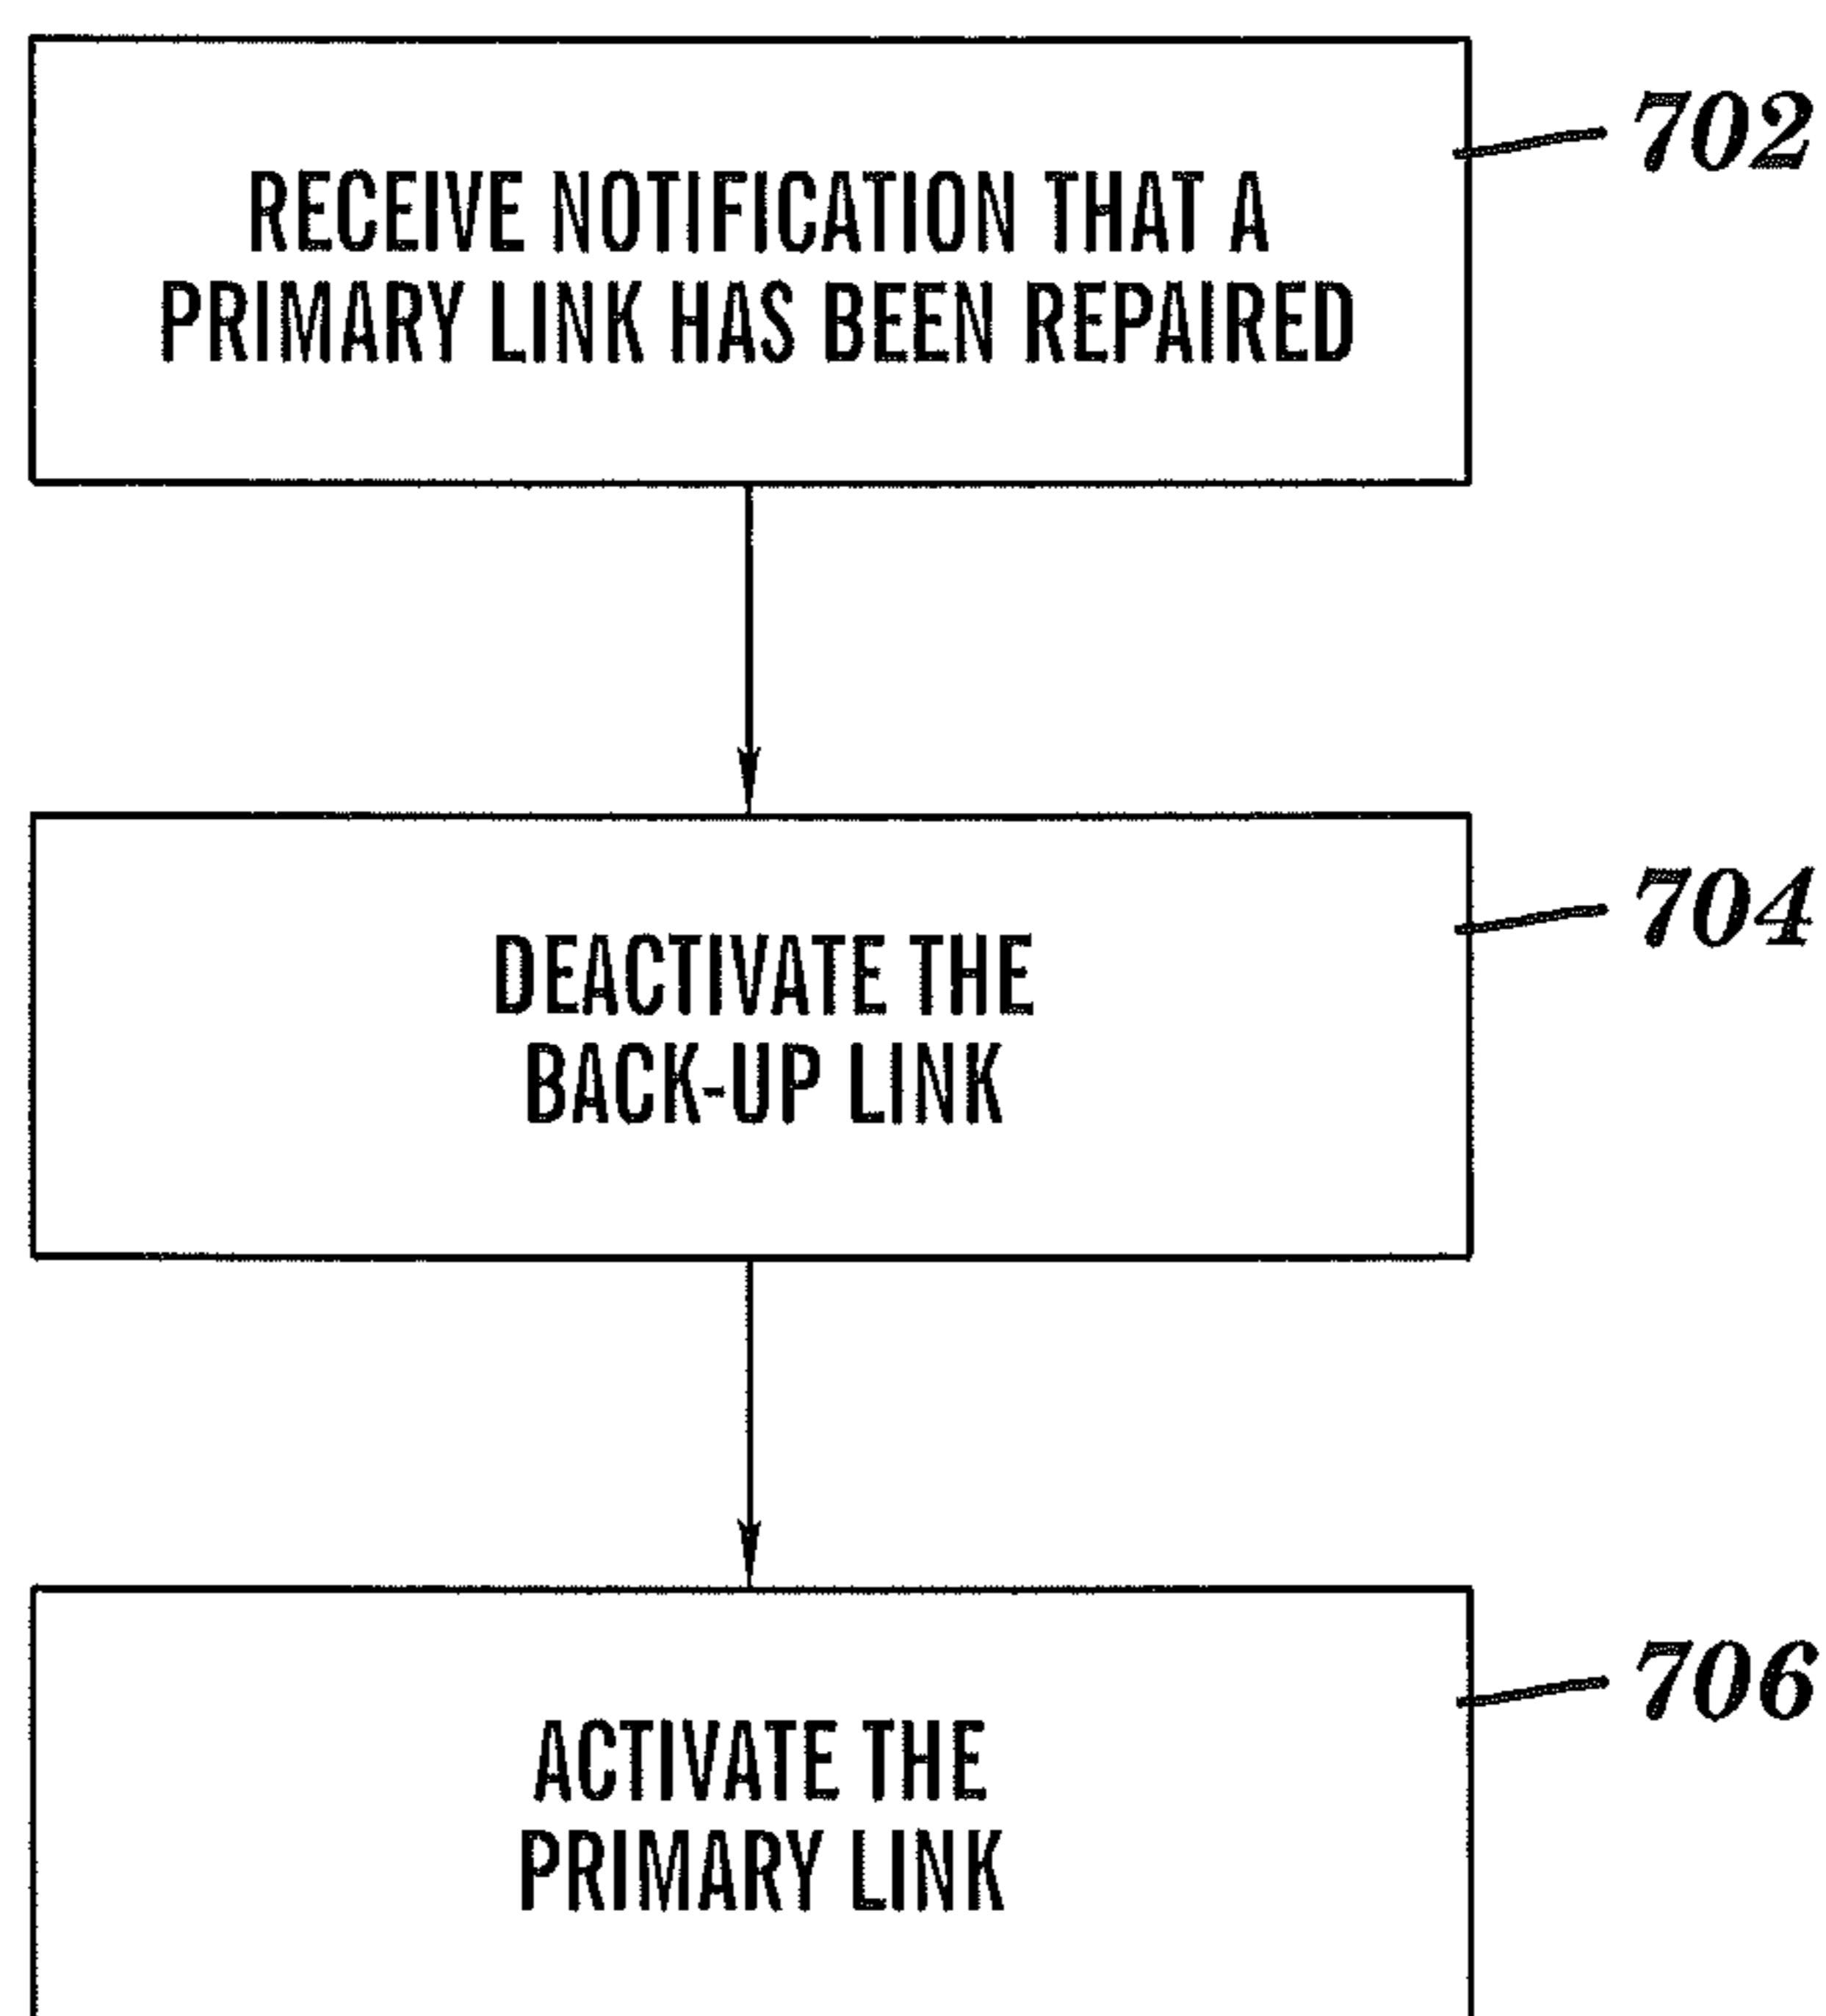 RECEIVE NOTIFICATION THAT A
PRIMARY LINK HAS BEEN REPAIRED
702
DEACTIVATE THE
BACK-UP LINK
704
ACTIVATE THE
PRIMARY LINK
706